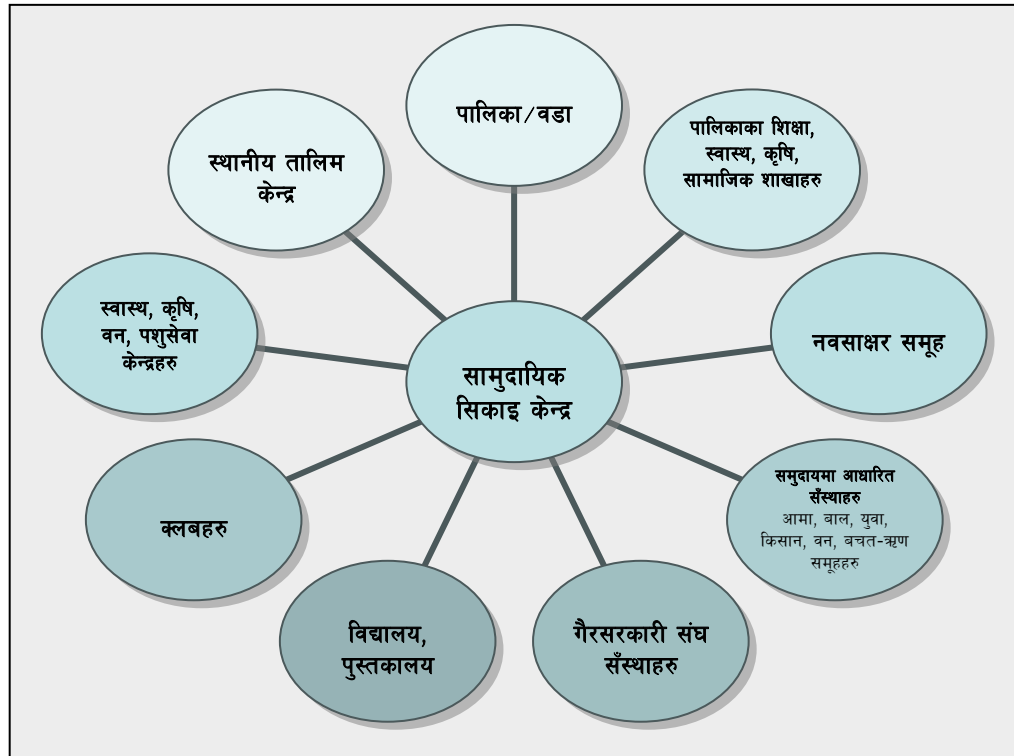 पालिका/वडा
पालिकाका शिक्षा,
स्वास्थ, कृषि,
सामाजिक शाखाहरु
नवसाक्षर समूह
समुदायमा आधारित
सँस्थाहरु
आमा, बाल, युवा,
किसान, वन, बचत-ऋण
समूहहरु
गैरसरकारी संघ
सँस्थाहरु
विद्यालय,
पुस्तकालय
क्लबहरु
स्वास्थ, कृषि,
वन, पशुसेवा
केन्द्रहरु
स्थानीय तालिम
केन्द्र
सामुदायिक
सिकाइ केन्द्र